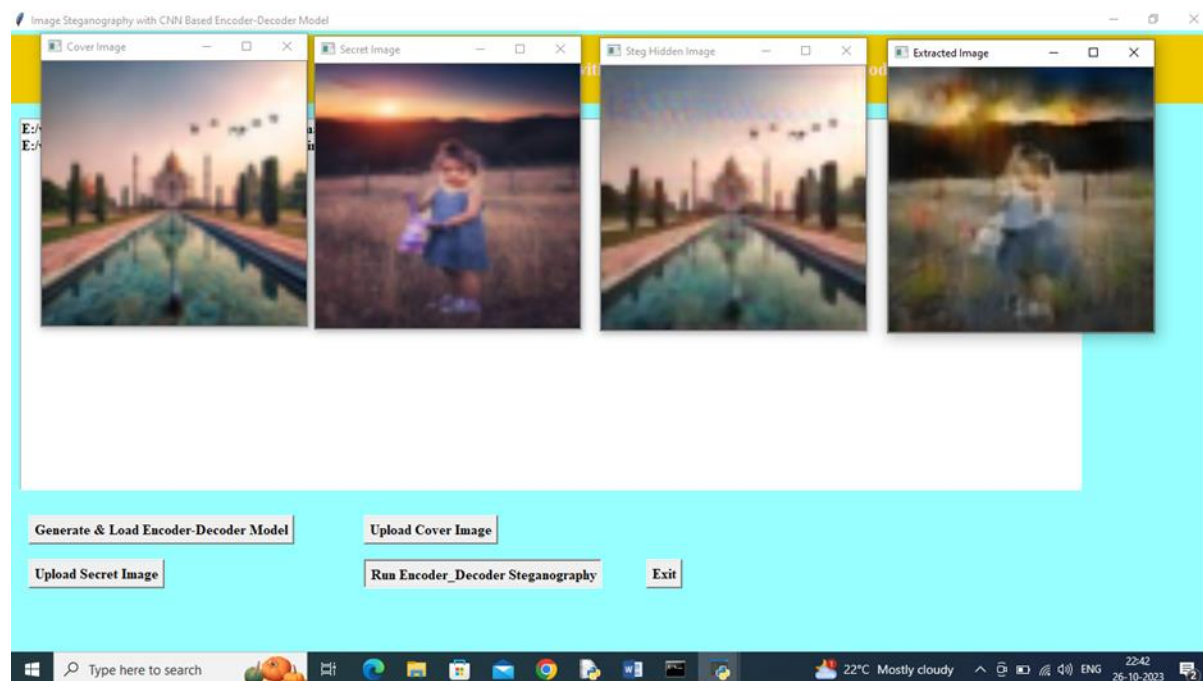 Image Steganography with CNN Based Encoder-Decoder Model
Cover Image
Secret Image
Steg Hidden Image
Extracted Image
E:/
E:/
Generate & Load Encoder-Decoder Model
Upload Cover Image
Upload Secret Image
Run Encoder_Decoder Steganography
Exit
Type here to search
22°C Mostly cloudy
ENG
22:42
26-10-2023